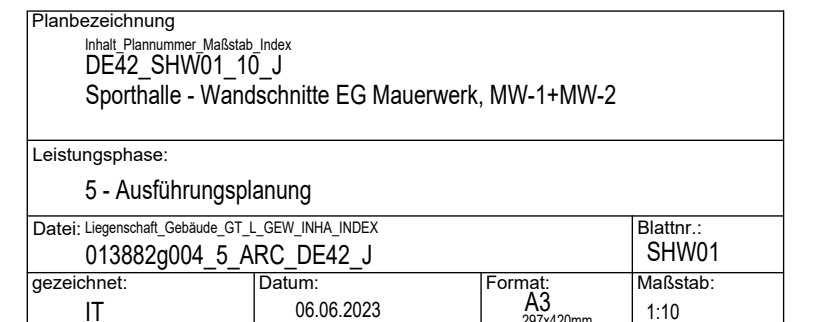 Planbezeichnung
Inhalt_Plannummer_Maßstab_Index
DE42_SHW01_10_J
Sporthalle - Wandschnitte EG Mauerwerk, MW-1+MW-2
Leistungsphase:
5 - Ausführungsplanung
Datei: Liegenschaft_Gebäude_GT_L_GEW_INHA_INDEX
013882g004_5_ARC_DE42_J
Blattnr.:
SHW01
gezeichnet:
IT
Datum:
06.06.2023
Format:
A3
297x420mm
Maßstab:
1:10